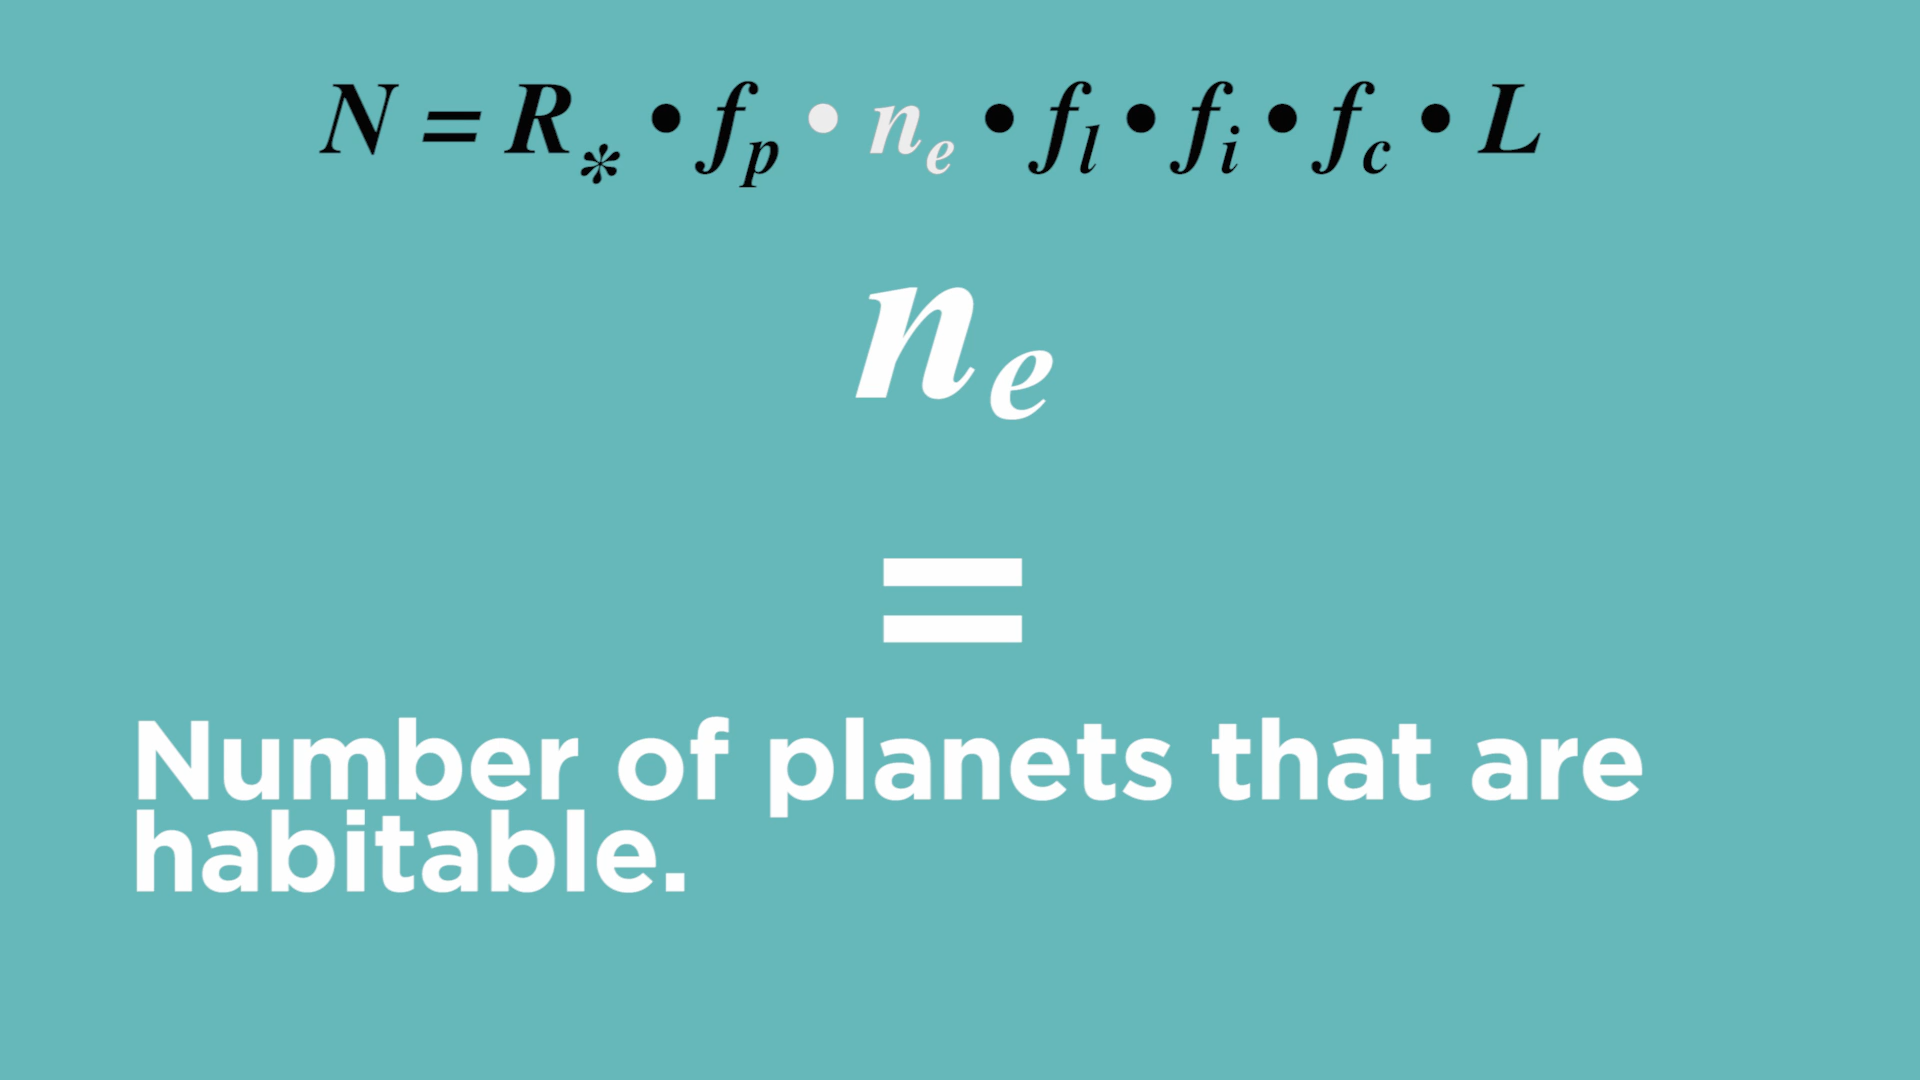 N = R* • fp • ne • fl • fi • fc • L
ne
=
Number of planets that are
habitable.